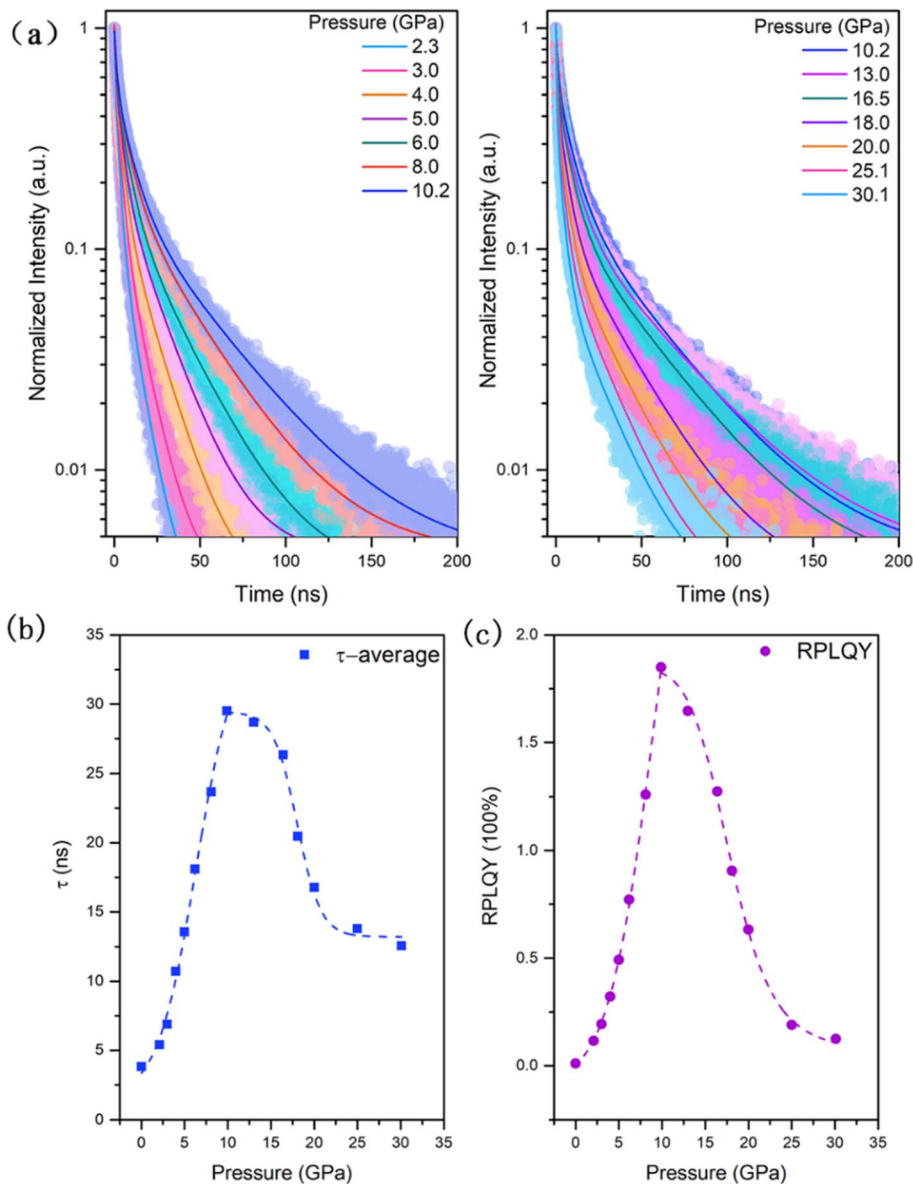 (a)
Pressure (GPa)
2.3
3.0
4.0
5.0
6.0
8.0
10.2
1
0.1
0.01
Normalized Intensity (a.u.)
0 50 100 150 200
Time (ns)
Pressure (GPa)
10.2
13.0
16.5
18.0
20.0
25.1
30.1
1
0.1
0.01
Normalized Intensity (a.u.)
0 50 100 150 200
Time (ns)
(b)
τ−average
35
30
25
20
15
10
5
0
τ (ns)
0 5 10 15 20 25 30 35
Pressure (GPa)
(c)
RPLQY
2.0
1.5
1.0
0.5
0.0
RPLQY (100%)
0 5 10 15 20 25 30 35
Pressure (GPa)